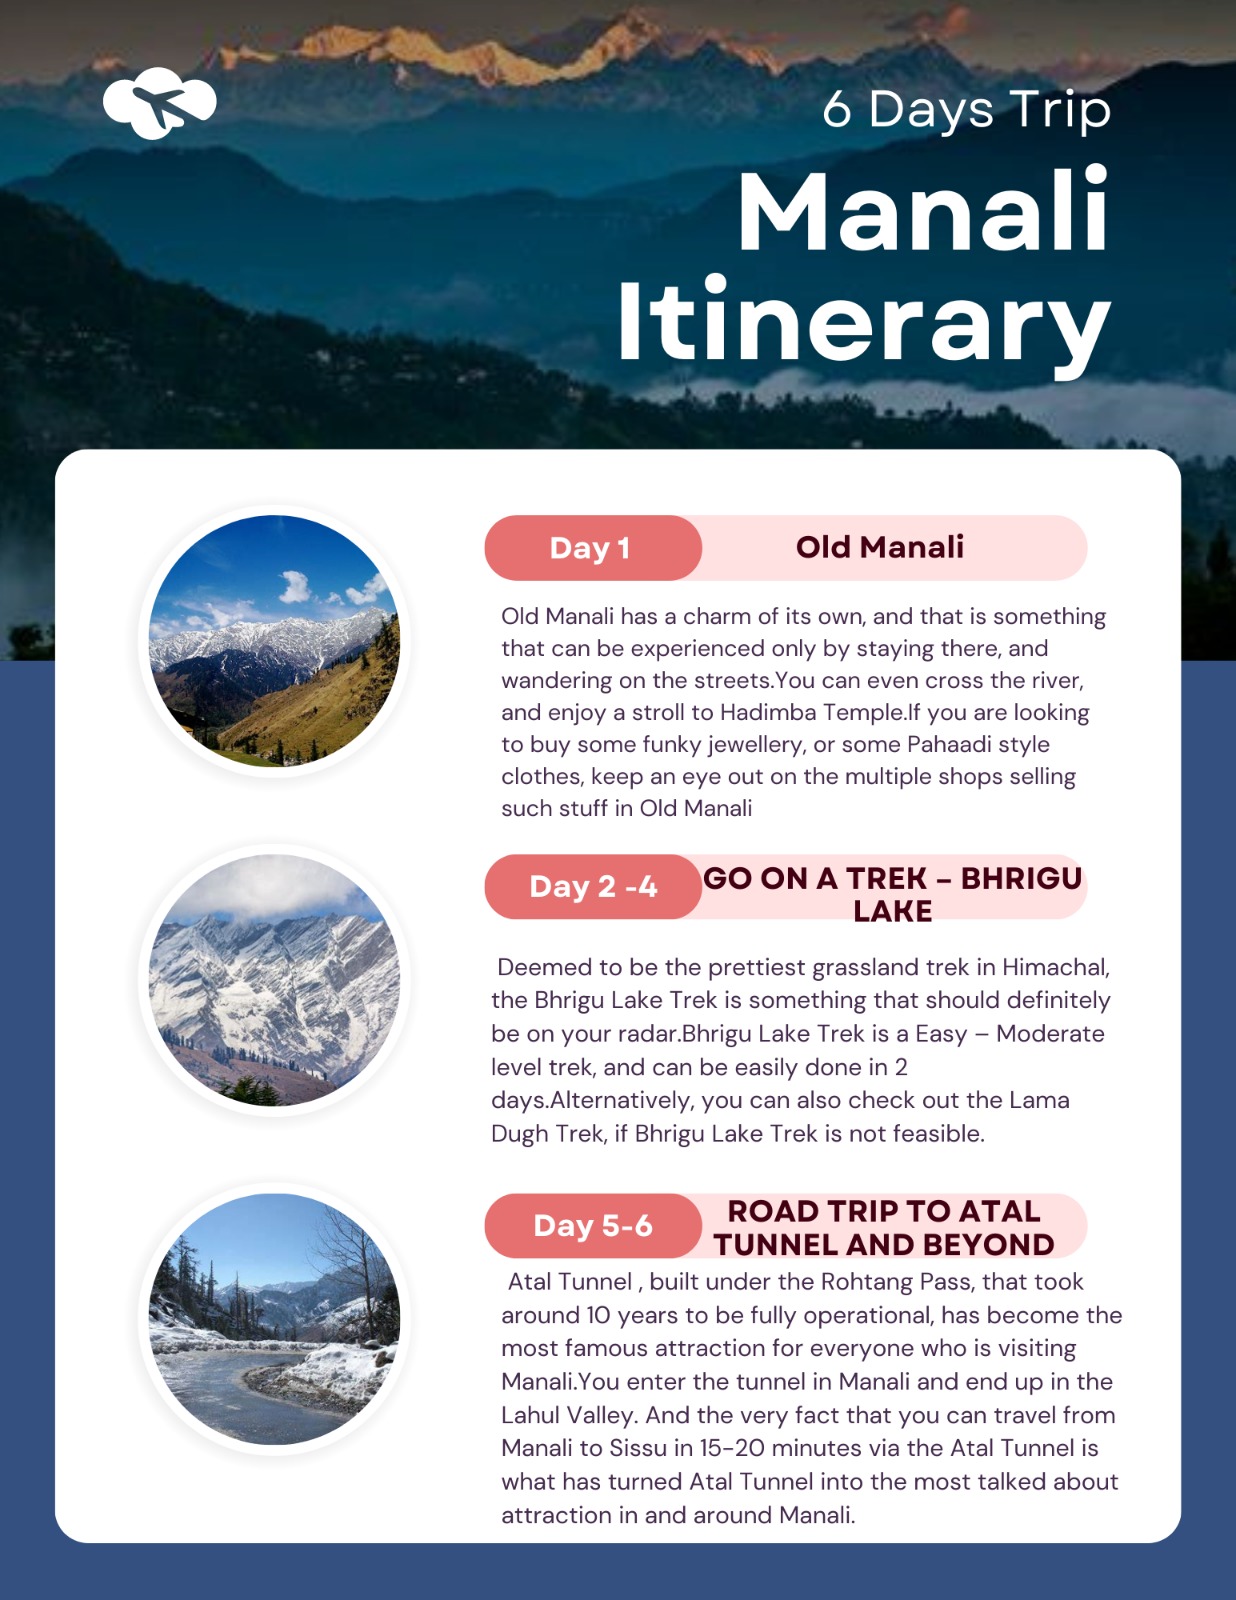 6 Days Trip
Manali
Itinerary
Day 1
Old Manali
Old Manali has a charm of its own, and that is something
that can be experienced only by staying there, and
wandering on the streets.You can even cross the river,
and enjoy a stroll to Hadimba Temple.If you are looking
to buy some funky jewellery, or some Pahaadi style
clothes, keep an eye out on the multiple shops selling
such stuff in Old Manali
Day 2 -4
GO ON A TREK – BHRIGU
LAKE
Deemed to be the prettiest grassland trek in Himachal,
the Bhrigu Lake Trek is something that should definitely
be on your radar.Bhrigu Lake Trek is a Easy – Moderate
level trek, and can be easily done in 2
days.Alternatively, you can also check out the Lama
Dugh Trek, if Bhrigu Lake Trek is not feasible.
Day 5-6
ROAD TRIP TO ATAL
TUNNEL AND BEYOND
Atal Tunnel , built under the Rohtang Pass, that took
around 10 years to be fully operational, has become the
most famous attraction for everyone who is visiting
Manali.You enter the tunnel in Manali and end up in the
Lahul Valley. And the very fact that you can travel from
Manali to Sissu in 15-20 minutes via the Atal Tunnel is
what has turned Atal Tunnel into the most talked about
attraction in and around Manali.